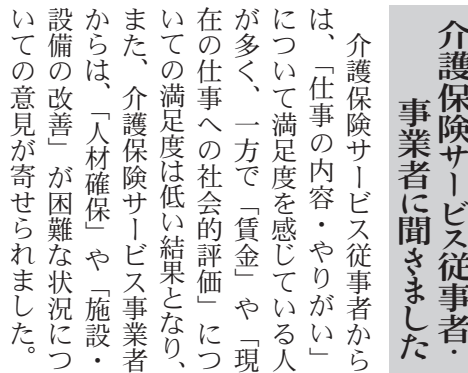 介護保険サービス従事者・
事業者に聞きました
介護保険サービス従事者から
は、「仕事の内容・やりがい」
について満足度を感じている人
が多く、一方で「賃金」や「現
在の仕事への社会的評価」につ
いての満足度は低い結果となり、
また、介護保険サービス事業者
からは、「人材確保」や「施設・
設備の改善」が困難な状況につ
いての意見が寄せられました。